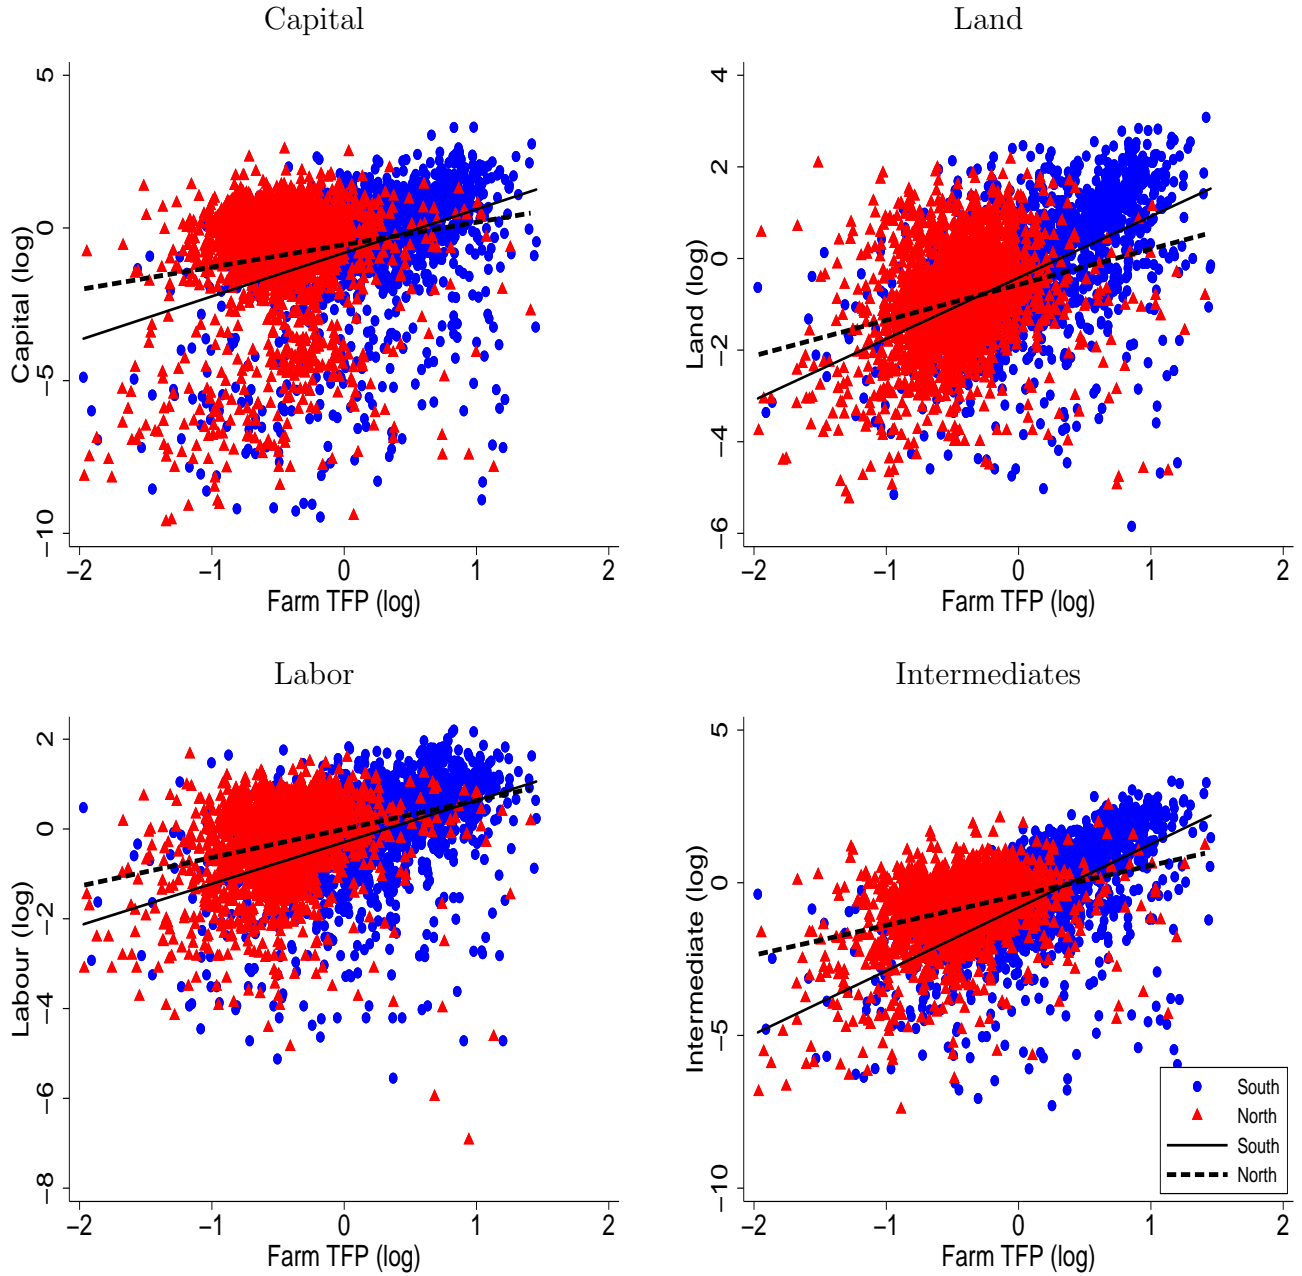 Capital
Land
5
0
−5
−10
Capital (log)
−2 −1 0 1 2
Farm TFP (log)
4
2
0
−2
−4
−6
Land (log)
−2 −1 0 1 2
Farm TFP (log)
Labor
Intermediates
2
0
−2
−4
−6
−8
Labour (log)
−2 −1 0 1 2
Farm TFP (log)
5
0
−5
−10
Intermediate (log)
−2 −1 0 1 2
Farm TFP (log)
South
North
South
North